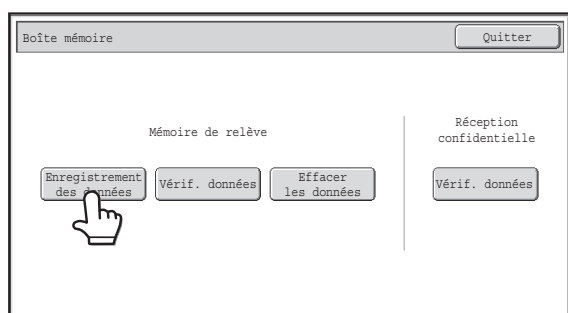 Boîte mémoire
Quitter
Mémoire de relève
Réception
confidentielle
Enregistrement
des données
Vérif. données
Effacer
les données
Vérif. données